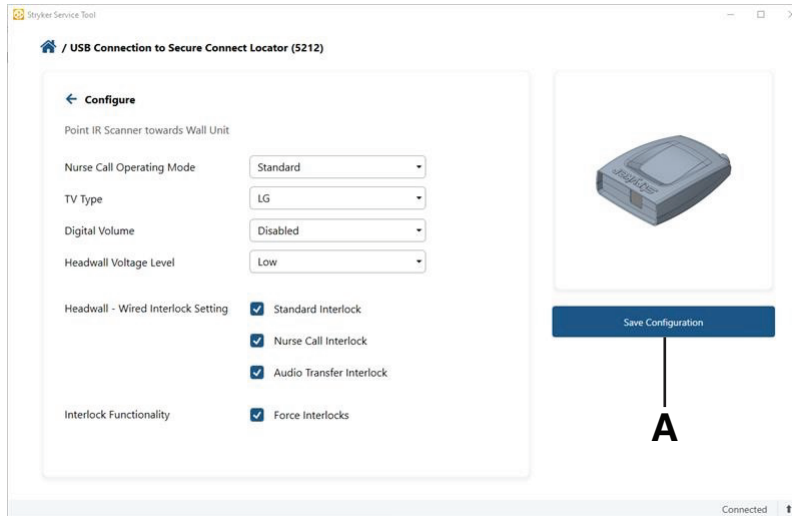 Stryker Service Tool
/ USB Connection to Secure Connect Locator (5212)
Configure
Point IR Scanner towards Wall Unit
Nurse Call Operating Mode Standard
TV Type LG
Digital Volume Disabled
Headwall Voltage Level Low
Headwall - Wired Interlock Setting Standard Interlock
Nurse Call Interlock
Audio Transfer Interlock
Interlock Functionality Force Interlocks
stryker
Save Configuration
A
Connected